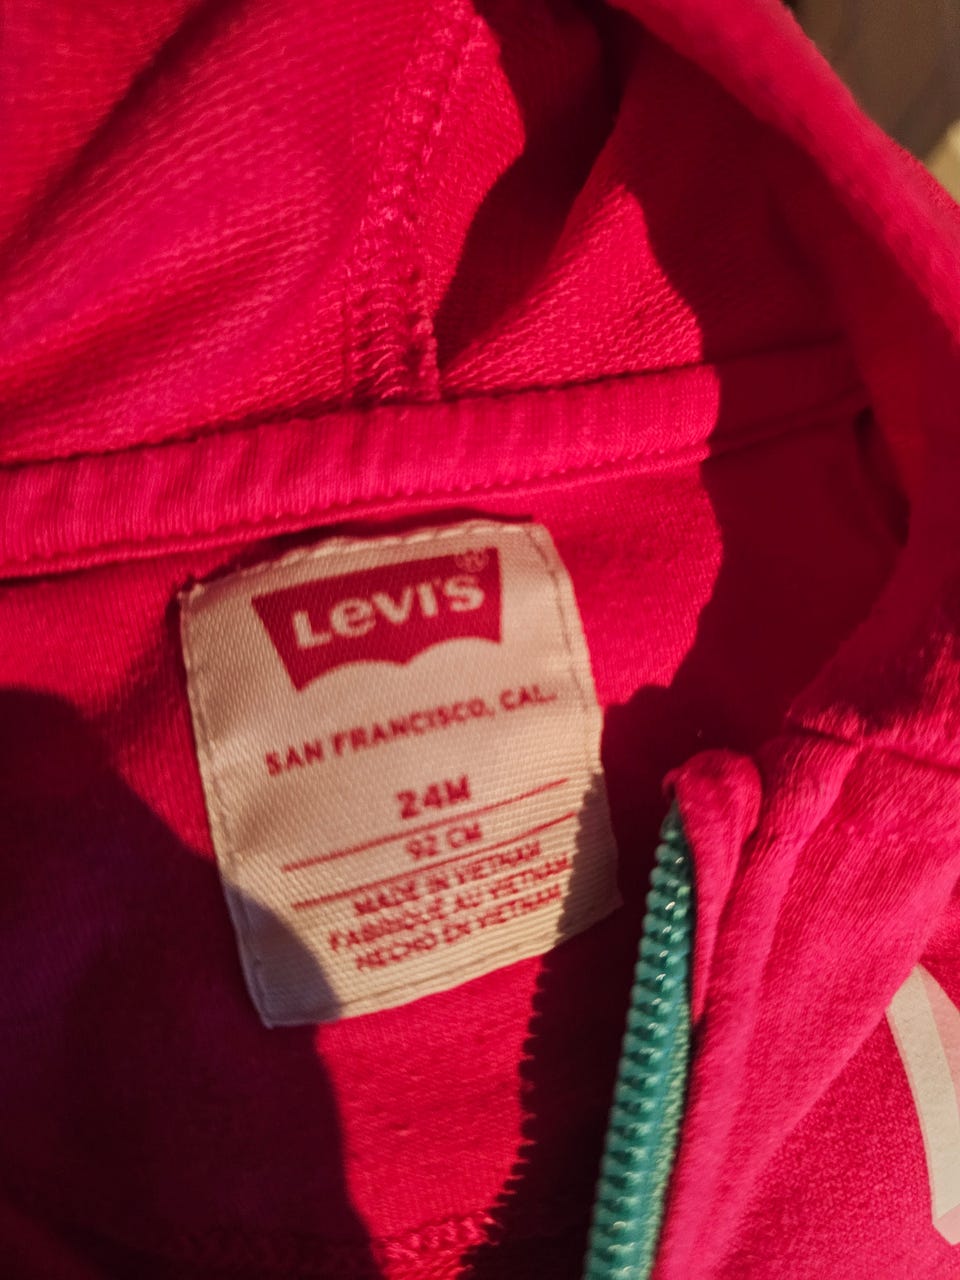 Levi's®
SAN FRANCISCO, CAL.
24M
92 CM
MADE IN VIETNAM
FABRIQUÉ AU VIETNAM
HECHO EN VIETNAM